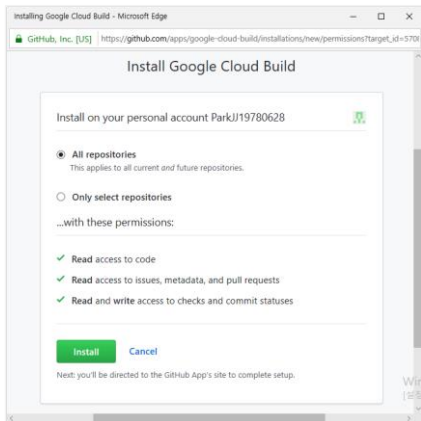 Installing Google Cloud Build - Microsoft Edge
GitHub, Inc. [US] https://github.com/apps/google-cloud-build/installations/new/permissions?target_id=570
Install Google Cloud Build
Install on your personal account ParkJJ19780628
All repositories
This applies to all current and future repositories.
Only select repositories
...with these permissions:
Read access to code
Read access to issues, metadata, and pull requests
Read and write access to checks and commit statuses
Install Cancel
Next: you'll be directed to the GitHub App's site to complete setup.